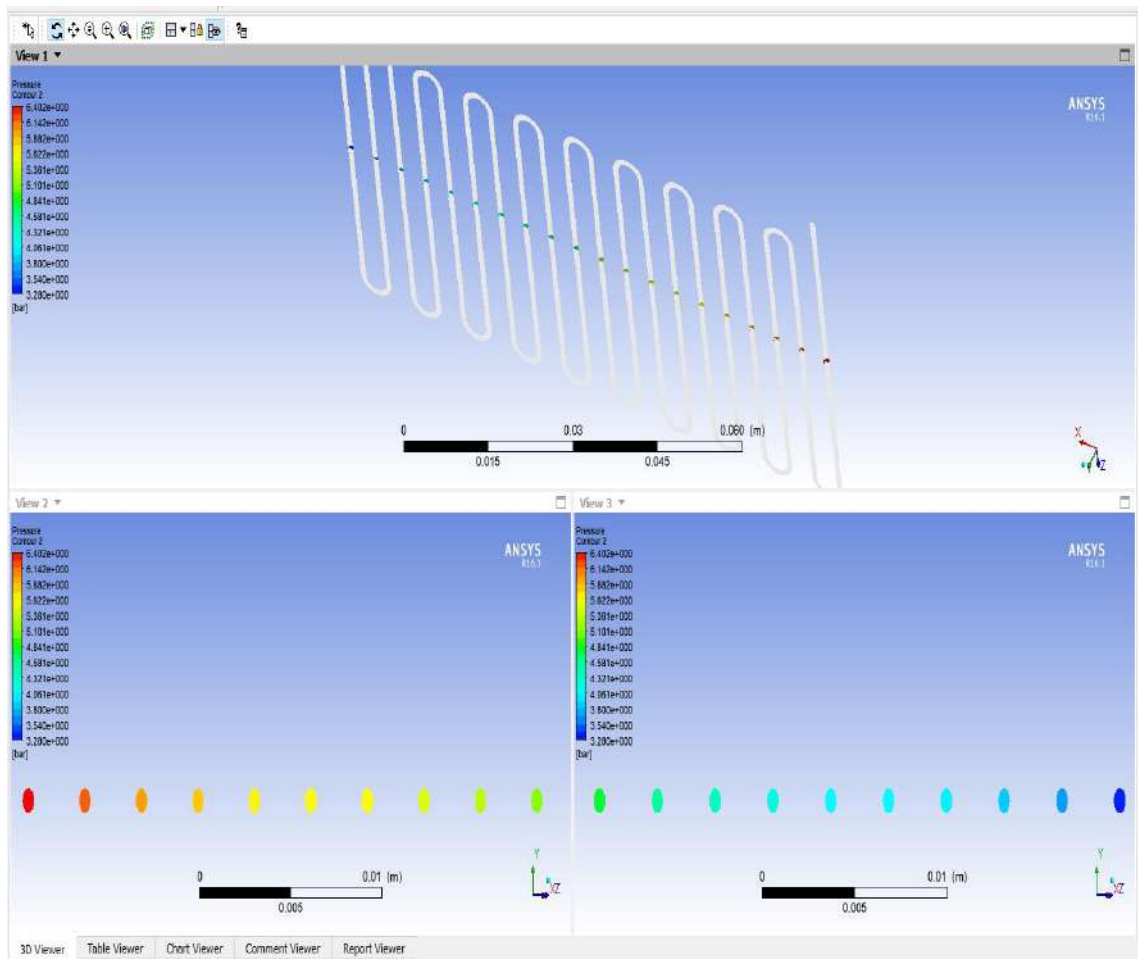 View 1
Pressure
Contour 2
6.402e+000
6.142e+000
5.882e+000
5.622e+000
5.361e+000
5.101e+000
4.841e+000
4.581e+000
4.321e+000
4.061e+000
3.800e+000
3.540e+000
3.280e+000
[bar]
ANSYS
R16.1
0 0.03 0.060 (m)
0.015 0.045
X
Z
View 2
Pressure
Contour 2
6.402e+000
6.142e+000
5.882e+000
5.622e+000
5.361e+000
5.101e+000
4.841e+000
4.581e+000
4.321e+000
4.061e+000
3.800e+000
3.540e+000
3.280e+000
[bar]
ANSYS
R16.1
0 0.01 (m)
0.005
Y
XZ
View 3
Pressure
Contour 2
6.402e+000
6.142e+000
5.882e+000
5.622e+000
5.361e+000
5.101e+000
4.841e+000
4.581e+000
4.321e+000
4.061e+000
3.800e+000
3.540e+000
3.280e+000
[bar]
ANSYS
R16.1
0 0.01 (m)
0.005
Y
XZ
3D Viewer Table Viewer Chart Viewer Comment Viewer Report Viewer